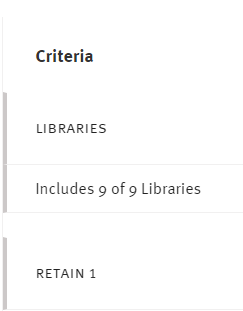 Criteria
LIBRARIES
Includes 9 of 9 Libraries
RETAIN 1